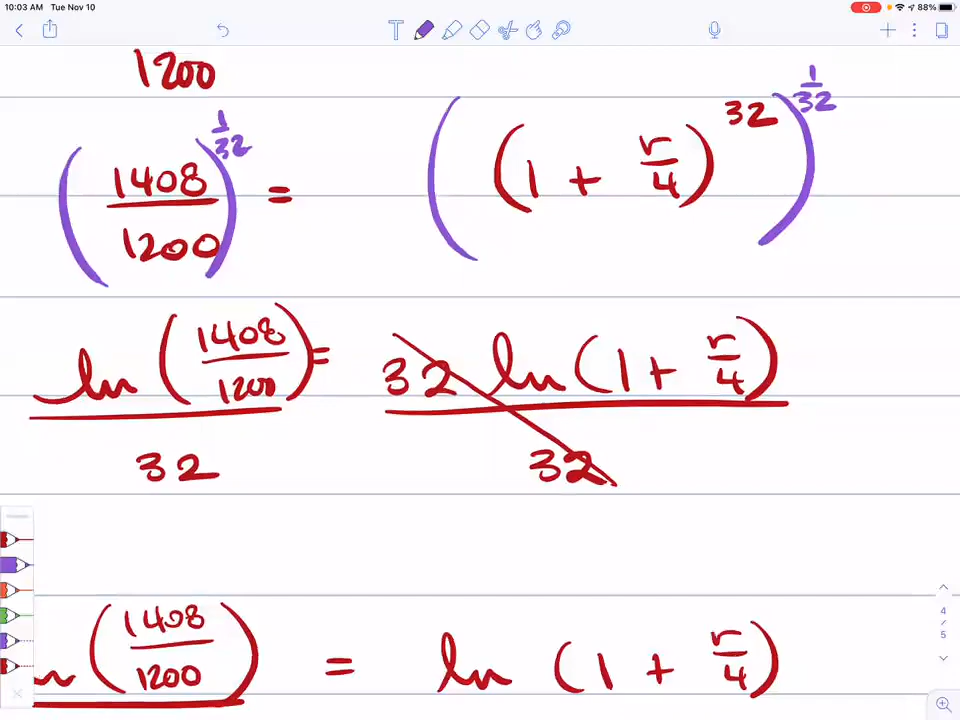 10:03 AM Tue Nov 10 88%
T
1200
(1408/1200)^(1/32) = ((1 + r/4)^32)^(1/32)
ln (1408/1200) = 32 ln (1 + r/4)
32 32
4
/
5
(1408/1200) = ln (1 + r/4)